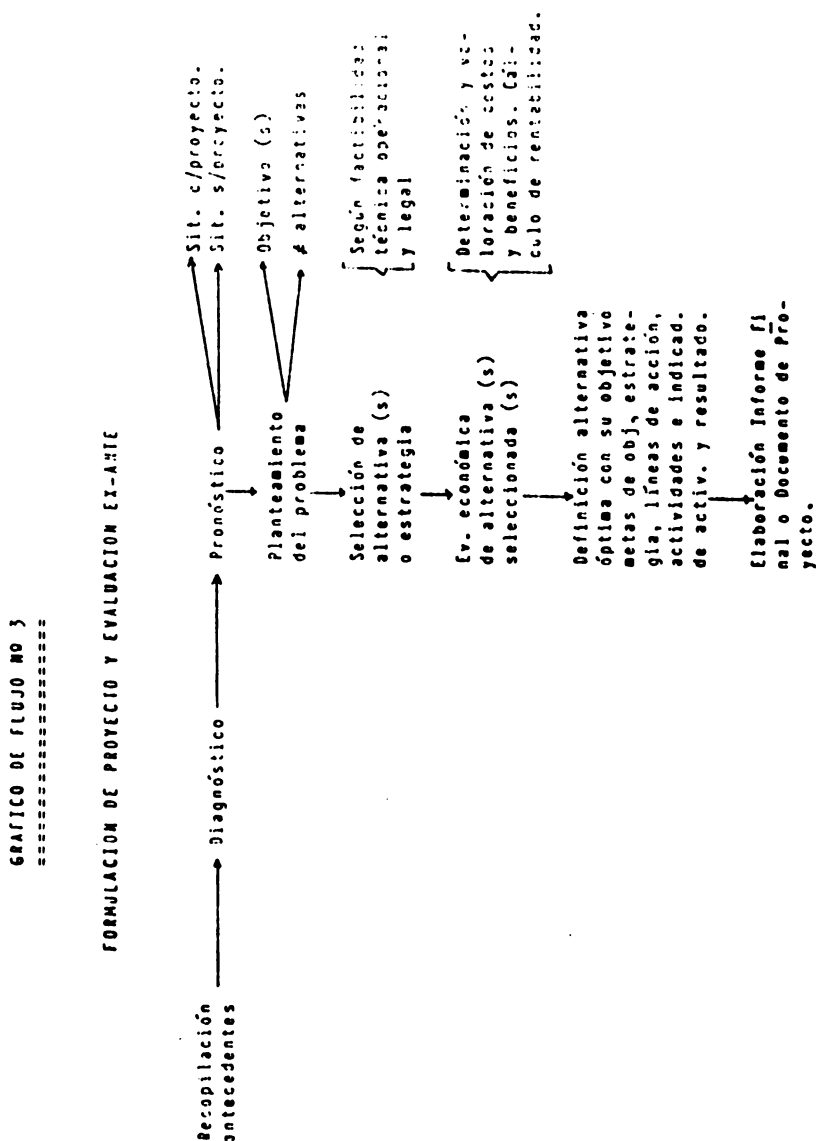 GRAFICO DE FLUJO Nº 3
=====================
FORMULACION DE PROYECTO Y EVALUACION EX-ANTE
Recopilación
antecedentes
Diagnóstico
Pronóstico
Sit. c/proyecto.
Sit. s/proyecto.
Planteamiento
del problema
Objetivo (s)
≠ alternativas
Selección de
alternativa (s)
o estrategia
Según factibilidad
técnica operacional
y legal
Ev. económica
de alternativa (s)
seleccionada (s)
Determinación y va-
loración de costos
y beneficios. Cál-
culo de rentabilidad.
Definición alternativa
óptima con su objetivo
metas de obj, estrate-
gia, líneas de acción,
actividades e indicad.
de activ. y resultado.
Elaboración Informe fi
nal o Documento de Pro-
yecto.